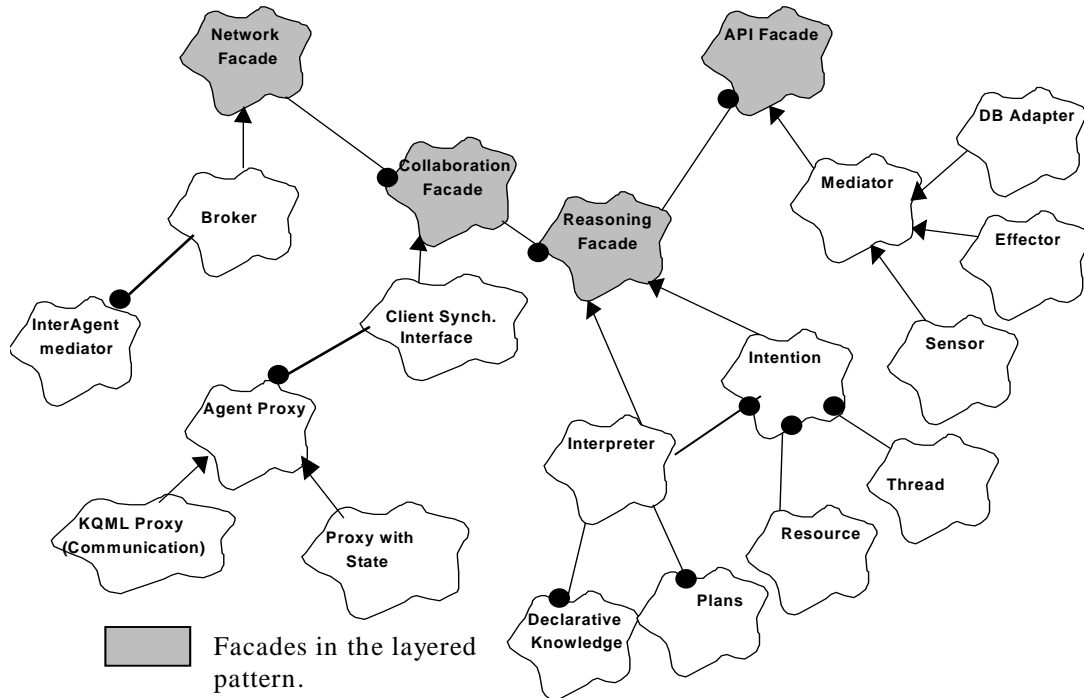 Network
Facade
API Facade
DB Adapter
Collaboration
Facade
Mediator
Broker
Reasoning
Facade
Effector
InterAgent
mediator
Client Synch.
Interface
Sensor
Intention
Agent Proxy
Interpreter
Thread
KQML Proxy
(Communication)
Proxy with
State
Resource
Plans
Declarative
Knowledge
Facades in the layered
pattern.